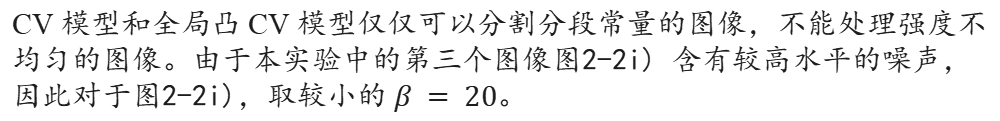 CV 模型和全局凸 CV 模型仅仅可以分割分段常量的图像，不能处理强度不
均匀的图像。由于本实验中的第三个图像图2-2i) 含有较高水平的噪声，
因此对于图2-2i)，取较小的 β = 20。